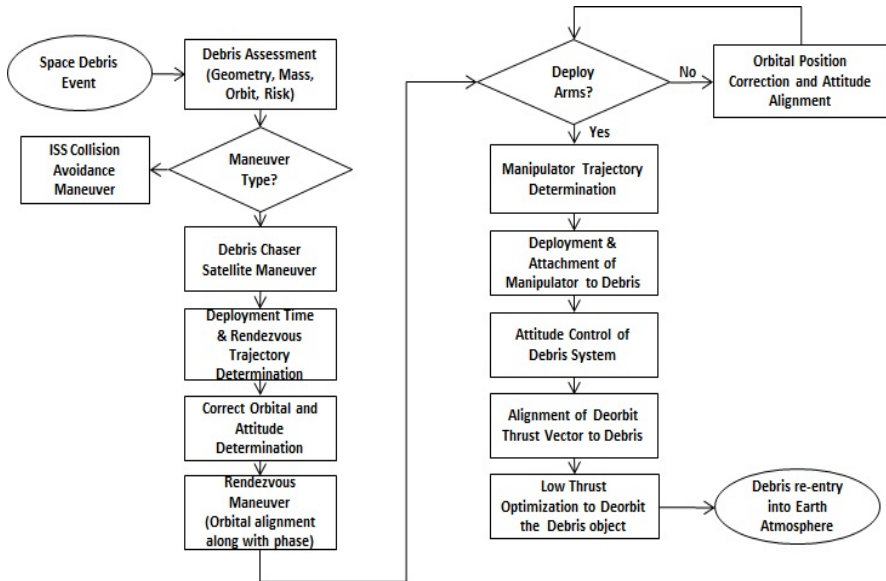 Space Debris
Event
Debris Assessment
(Geometry, Mass,
Orbit, Risk)
ISS Collision
Avoidance
Maneuver
Maneuver
Type?
Debris Chaser
Satellite Maneuver
Deployment Time
& Rendezvous
Trajectory
Determination
Correct Orbital and
Attitude
Determination
Rendezvous
Maneuver
(Orbital alignment
along with phase)
Deploy
Arms?
No
Orbital Position
Correction and Attitude
Alignment
Yes
Manipulator Trajectory
Determination
Deployment &
Attachment of
Manipulator to Debris
Attitude Control of
Debris System
Alignment of Deorbit
Thrust Vector to Debris
Low Thrust
Optimization to Deorbit
the Debris object
Debris re-entry
into Earth
Atmosphere